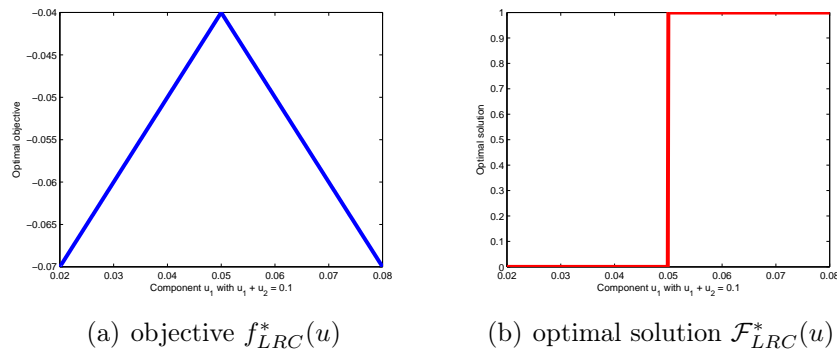 −0.04
−0.045
−0.05
−0.055
−0.06
−0.065
−0.07
Optimal objective
0.02 0.03 0.04 0.05 0.06 0.07 0.08
Component u1 with u1 + u2 = 0.1
(a) objective f*LRC(u)
1
0.9
0.8
0.7
0.6
0.5
0.4
0.3
0.2
0.1
0
Optimal solution
0.02 0.03 0.04 0.05 0.06 0.07 0.08
Component u1 with u1 + u2 = 0.1
(b) optimal solution ℱ*LRC(u)